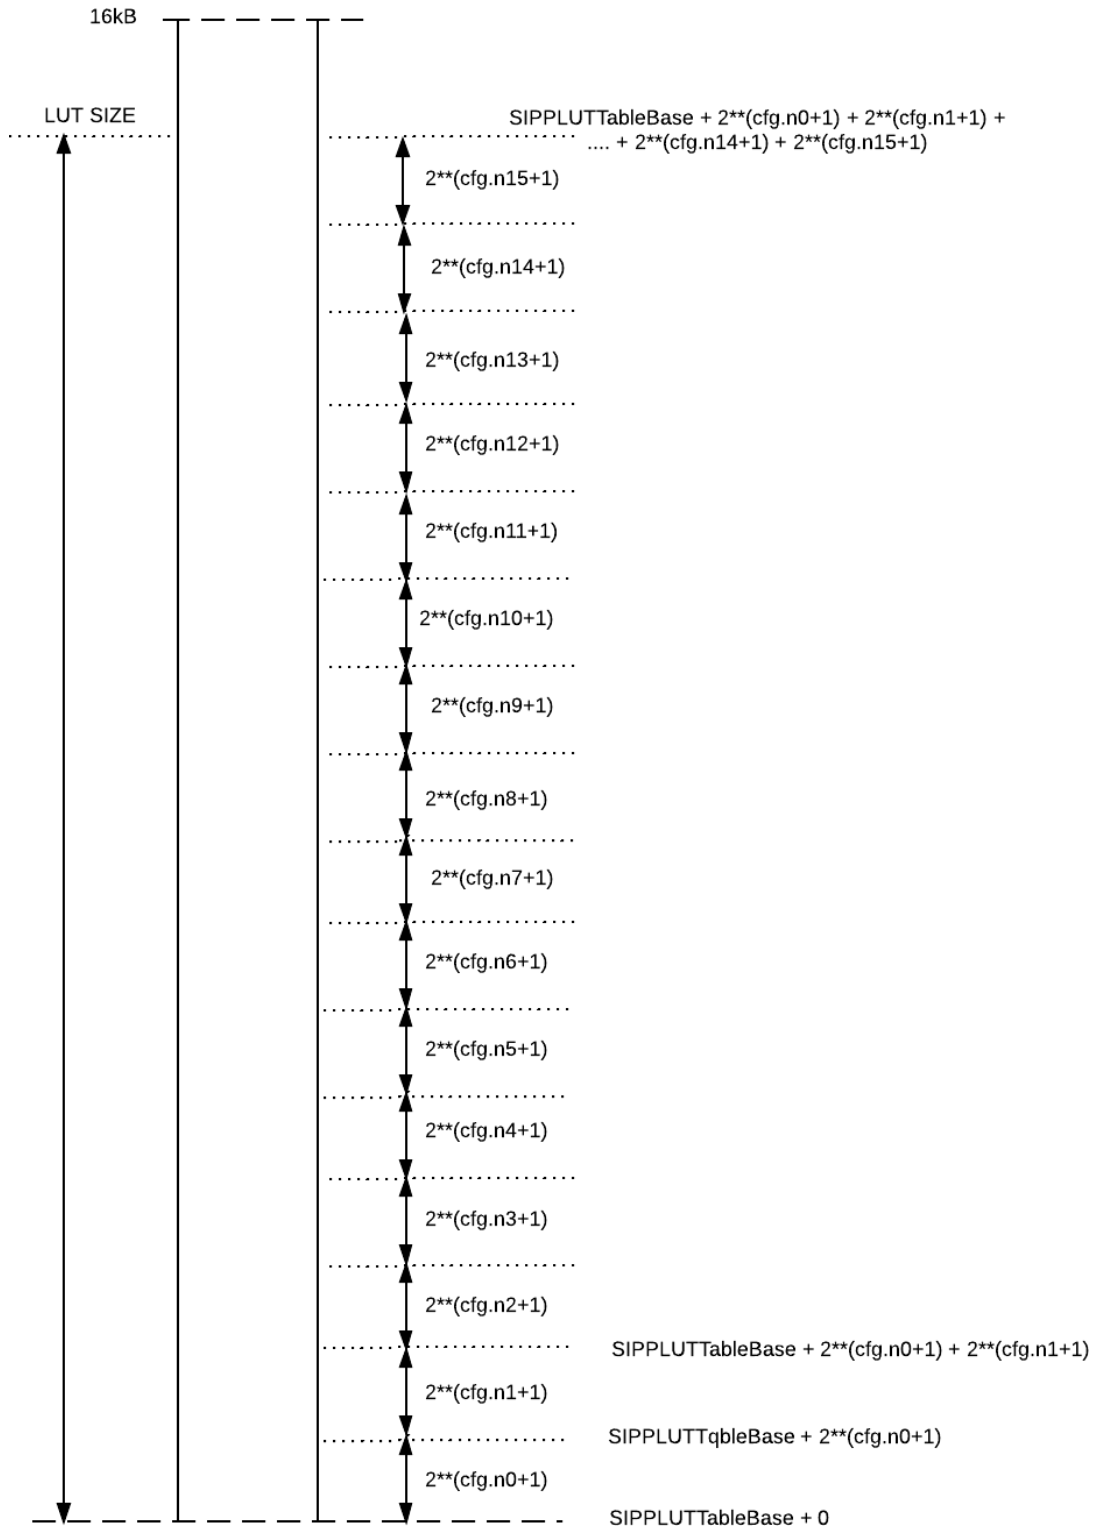 16kB
LUT SIZE
SIPPLUTTableBase + 2**(cfg.n0+1) + 2**(cfg.n1+1) +
.... + 2**(cfg.n14+1) + 2**(cfg.n15+1)
2**(cfg.n15+1)
2**(cfg.n14+1)
2**(cfg.n13+1)
2**(cfg.n12+1)
2**(cfg.n11+1)
2**(cfg.n10+1)
2**(cfg.n9+1)
2**(cfg.n8+1)
2**(cfg.n7+1)
2**(cfg.n6+1)
2**(cfg.n5+1)
2**(cfg.n4+1)
2**(cfg.n3+1)
2**(cfg.n2+1)
SIPPLUTTableBase + 2**(cfg.n0+1) + 2**(cfg.n1+1)
2**(cfg.n1+1)
SIPPLUTTqbleBase + 2**(cfg.n0+1)
2**(cfg.n0+1)
SIPPLUTTableBase + 0